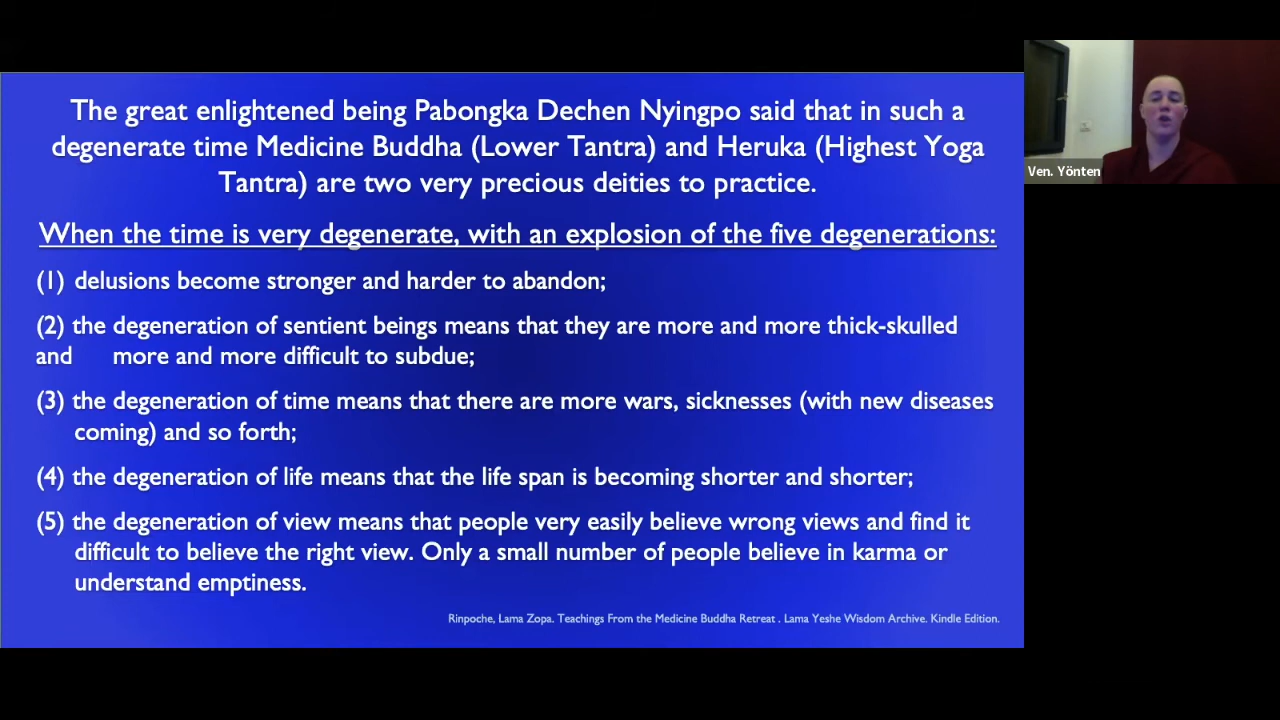 The great enlightened being Pabongka Dechen Nyingpo said that in such a
degenerate time Medicine Buddha (Lower Tantra) and Heruka (Highest Yoga
Tantra) are two very precious deities to practice.
When the time is very degenerate, with an explosion of the five degenerations:
(1) delusions become stronger and harder to abandon;
(2) the degeneration of sentient beings means that they are more and more thick-skulled
and more and more difficult to subdue;
(3) the degeneration of time means that there are more wars, sicknesses (with new diseases
coming) and so forth;
(4) the degeneration of life means that the life span is becoming shorter and shorter;
(5) the degeneration of view means that people very easily believe wrong views and find it
difficult to believe the right view. Only a small number of people believe in karma or
understand emptiness.
Rinpoche, Lama Zopa. Teachings From the Medicine Buddha Retreat . Lama Yeshe Wisdom Archive. Kindle Edition.
Ven. Yönten